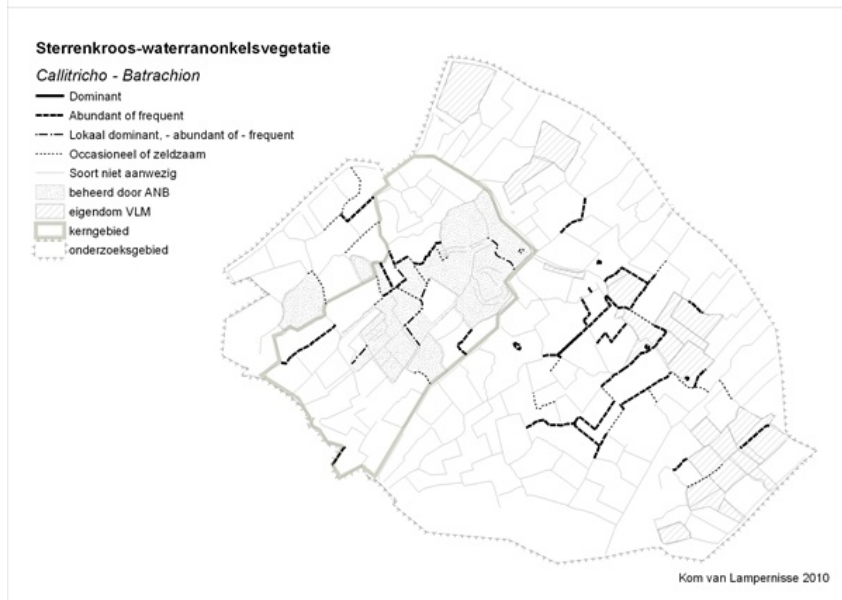 Sterrenkroos-waterranonkelsvegetatie
Callitricho - Batrachion
Dominant
Abundant of frequent
Lokaal dominant, - abundant of - frequent
Occasioneel of zeldzaam
Soort niet aanwezig
beheerd door ANB
eigendom VLM
kerngebied
onderzoeksgebied
Kom van Lampernisse 2010